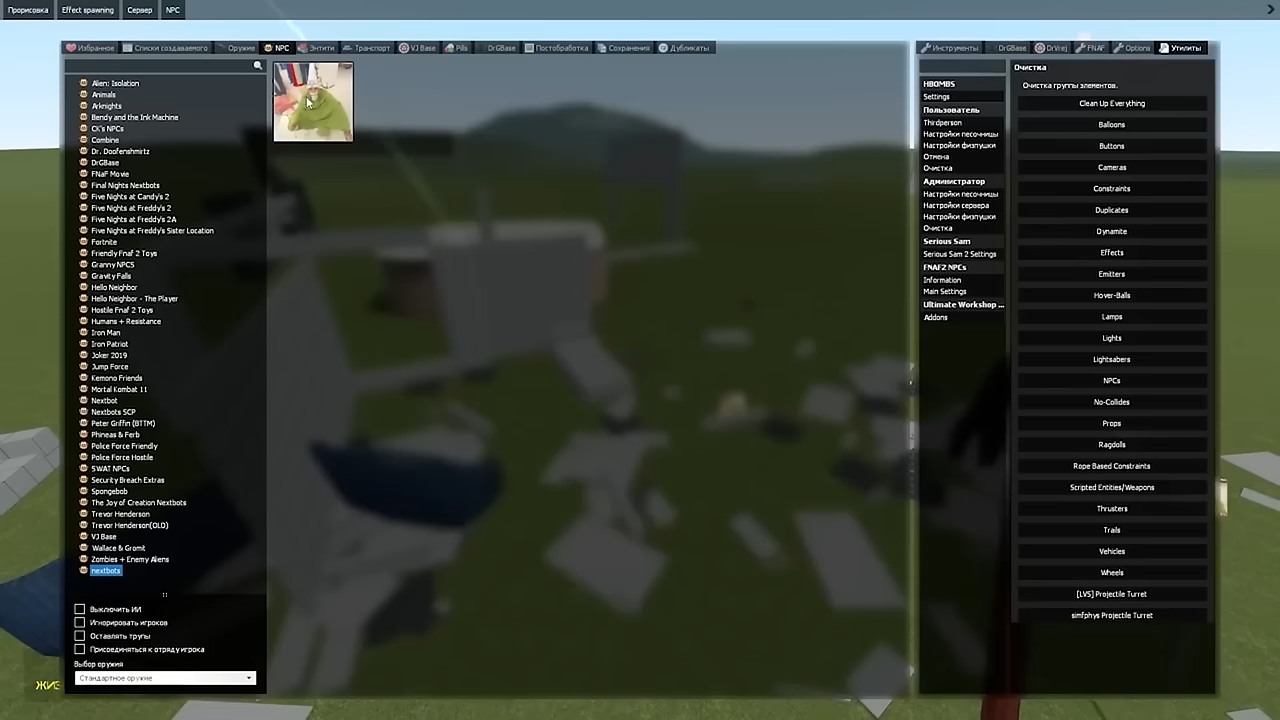 Прорисовка
Effect spawning
Сервер
NPC
Избранное
Списки создаваемого
Оружие
NPC
Энтити
Транспорт
VJ Base
Pills
DrGBase
Постобработка
Сохранения
Дубликаты
Инструменты
DrGBase
DrVrej
FNAF
Options
Утилиты
Alien: Isolation
Animals
Arknights
Bendy and the Ink Machine
CK's NPCs
Combine
Dr. Doofenshmirtz
DrGBase
FNaF Movie
Final Nights Nextbots
Five Nights at Candy's 2
Five Nights at Freddy's 2
Five Nights at Freddy's 2A
Five Nights at Freddy's Sister Location
Fortnite
Friendly Fnaf 2 Toys
Granny NPCS
Gravity Falls
Hello Neighbor
Hello Neighbor - The Player
Hostile Fnaf 2 Toys
Humans + Resistance
Iron Man
Iron Patriot
Joker 2019
Jump Force
Kemono Friends
Mortal Kombat 11
Nextbot
Nextbots SCP
Peter Griffin (BTTM)
Phineas & Ferb
Police Force Friendly
Police Force Hostile
SWAT NPCs
Security Breach Extras
Spongebob
The Joy of Creation Nextbots
Trevor Henderson
Trevor Henderson(OLD)
VJ Base
Wallace & Gromit
Zombies + Enemy Aliens
nextbots
Выключить ИИ
Игнорировать игроков
Оставлять трупы
Присоединяться к отряду игрока
Выбор оружия
Стандартное оружие
ЖИЗ
HBOMBS
Settings
Пользователь
Thirdperson
Настройки песочницы
Настройки физпушки
Отмена
Очистка
Администратор
Настройки песочницы
Настройки сервера
Настройки физпушки
Очистка
Serious Sam
Serious Sam 2 Settings
FNAF2 NPCs
Information
Main Settings
Ultimate Workshop ...
Addons
Очистка
Очистка группы элементов.
Clean Up Everything
Balloons
Buttons
Cameras
Constraints
Duplicates
Dynamite
Effects
Emitters
Hover-Balls
Lamps
Lights
Lightsabers
NPCs
No-Collides
Props
Ragdolls
Rope Based Constraints
Scripted Entities/Weapons
Thrusters
Trails
Vehicles
Wheels
[LVS] Projectile Turret
simfphys Projectile Turret